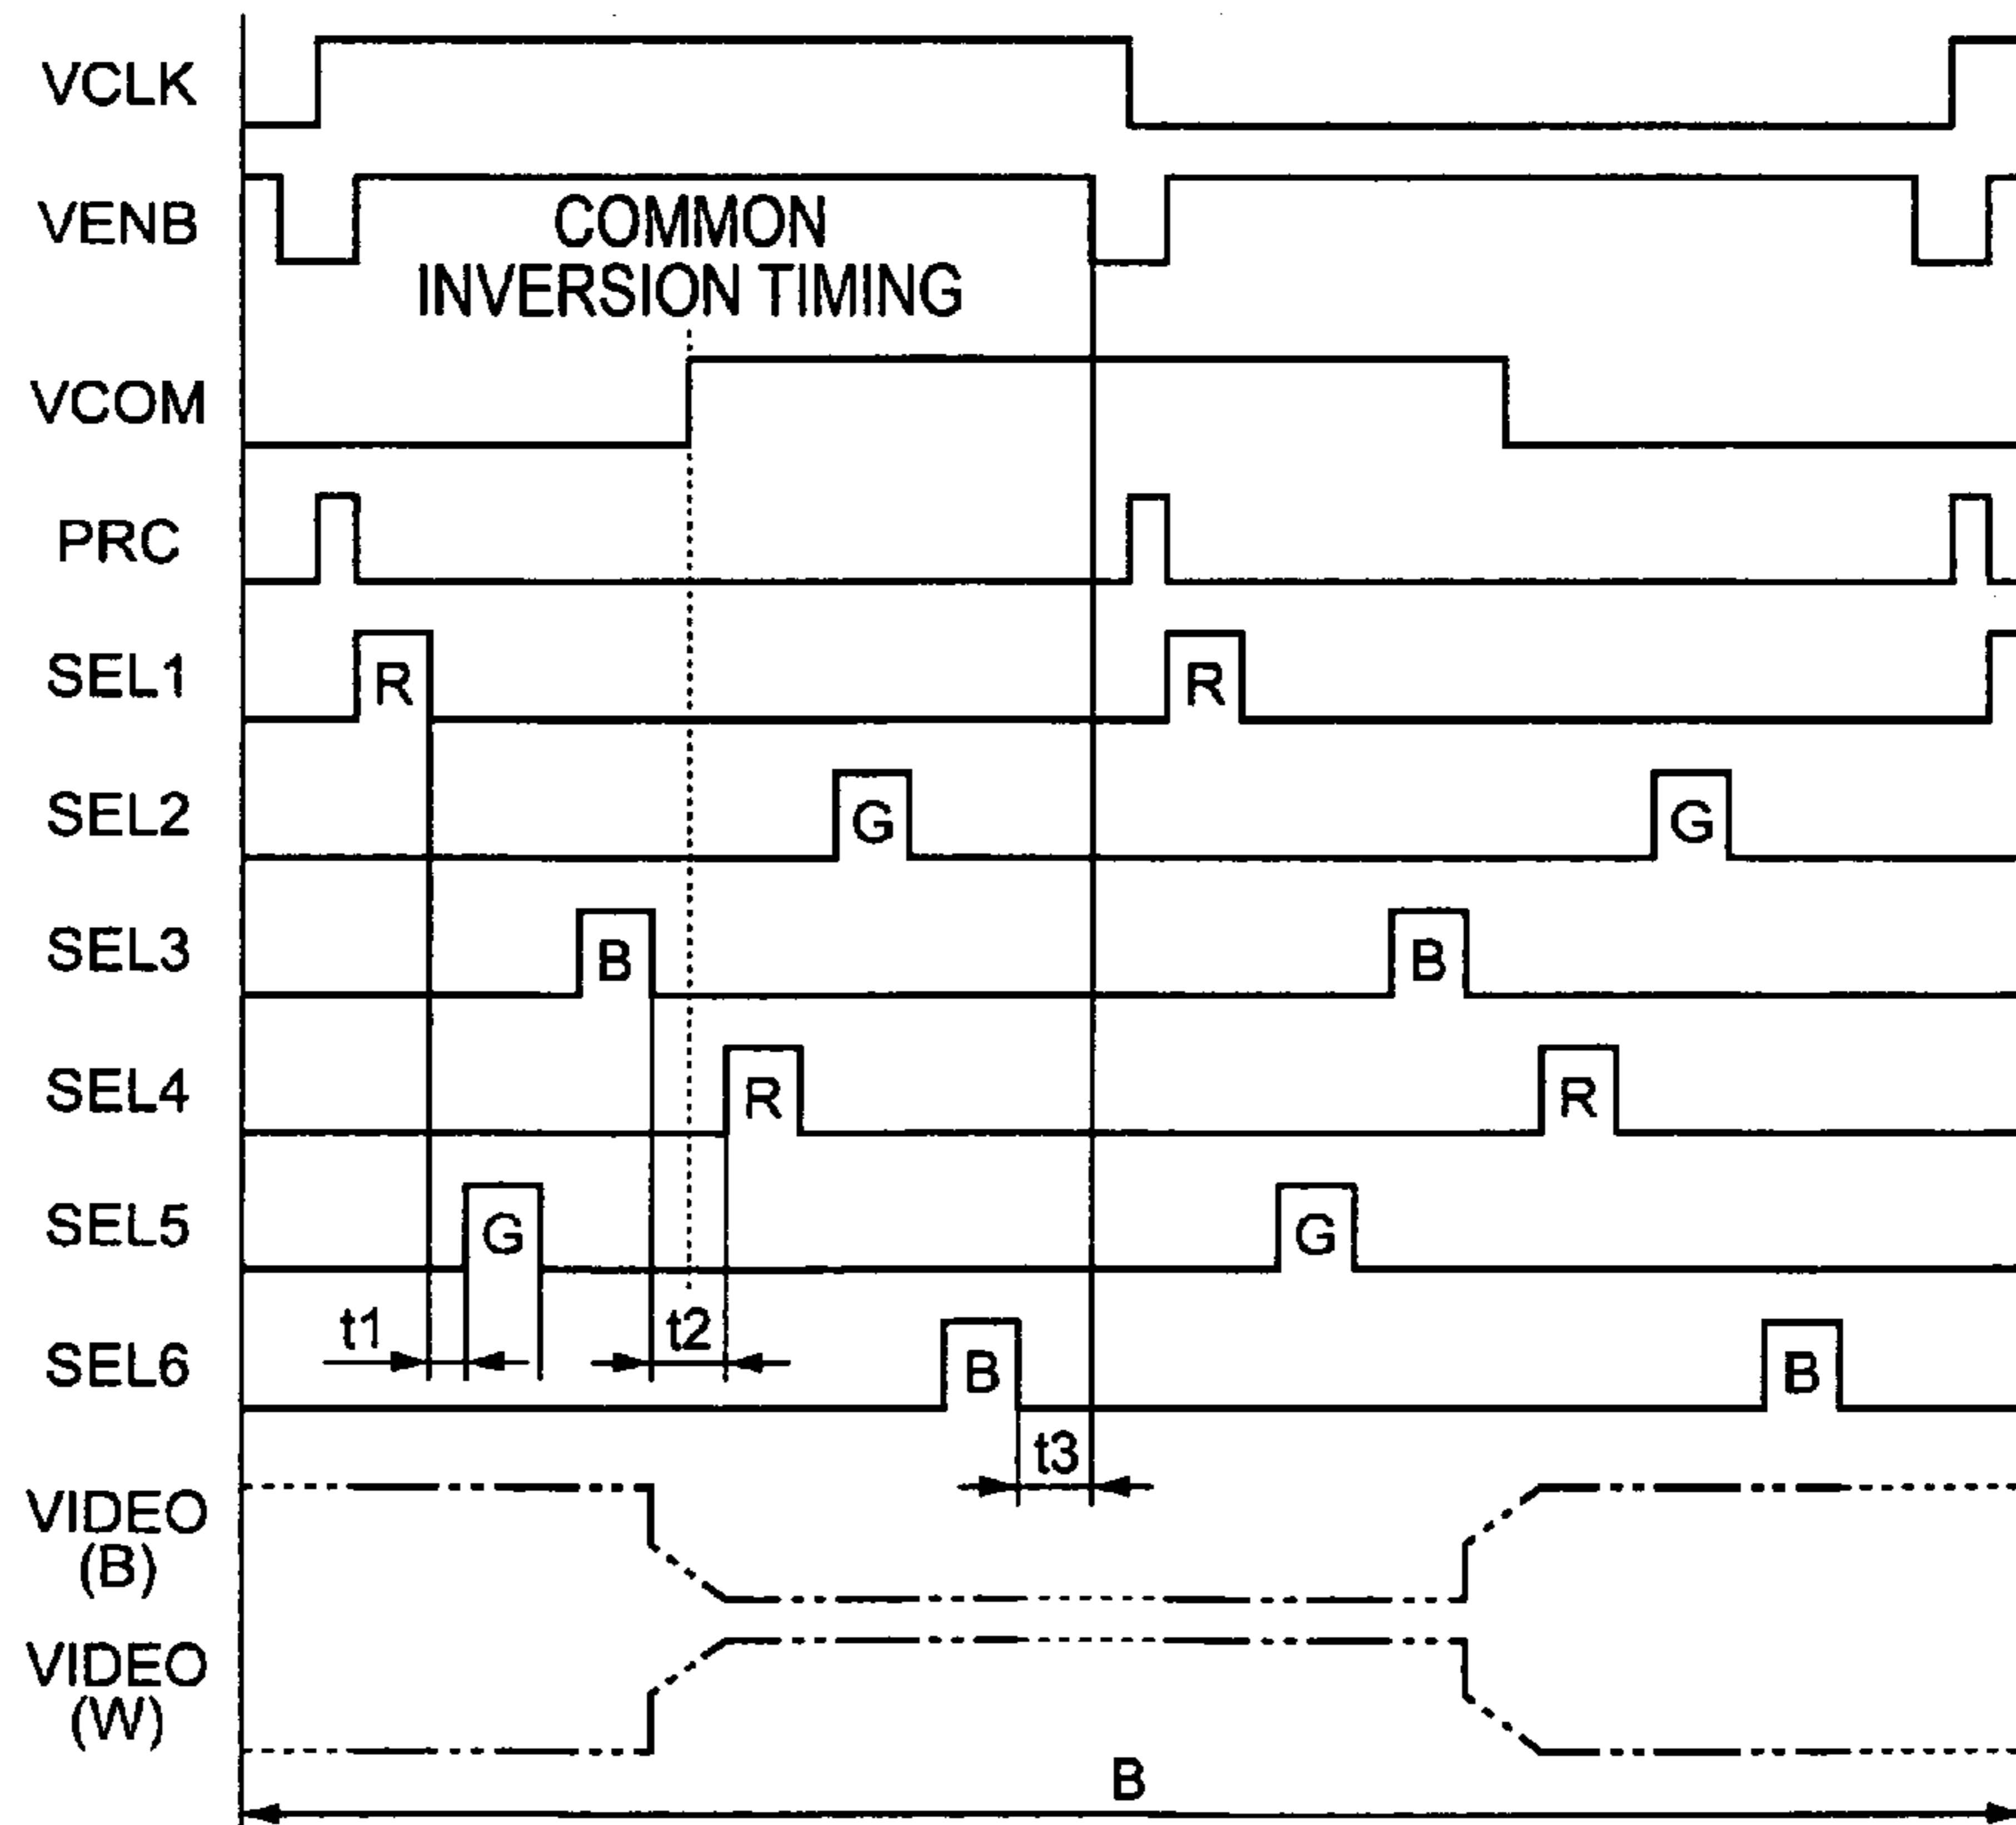 VCLK
VENB
COMMON
INVERSION TIMING
VCOM
PRC
SEL1 R R
SEL2 G G
SEL3 B B
SEL4 R R
SEL5 G G
t1 t2
SEL6 B B
t3
VIDEO
(B)
VIDEO
(W)
B